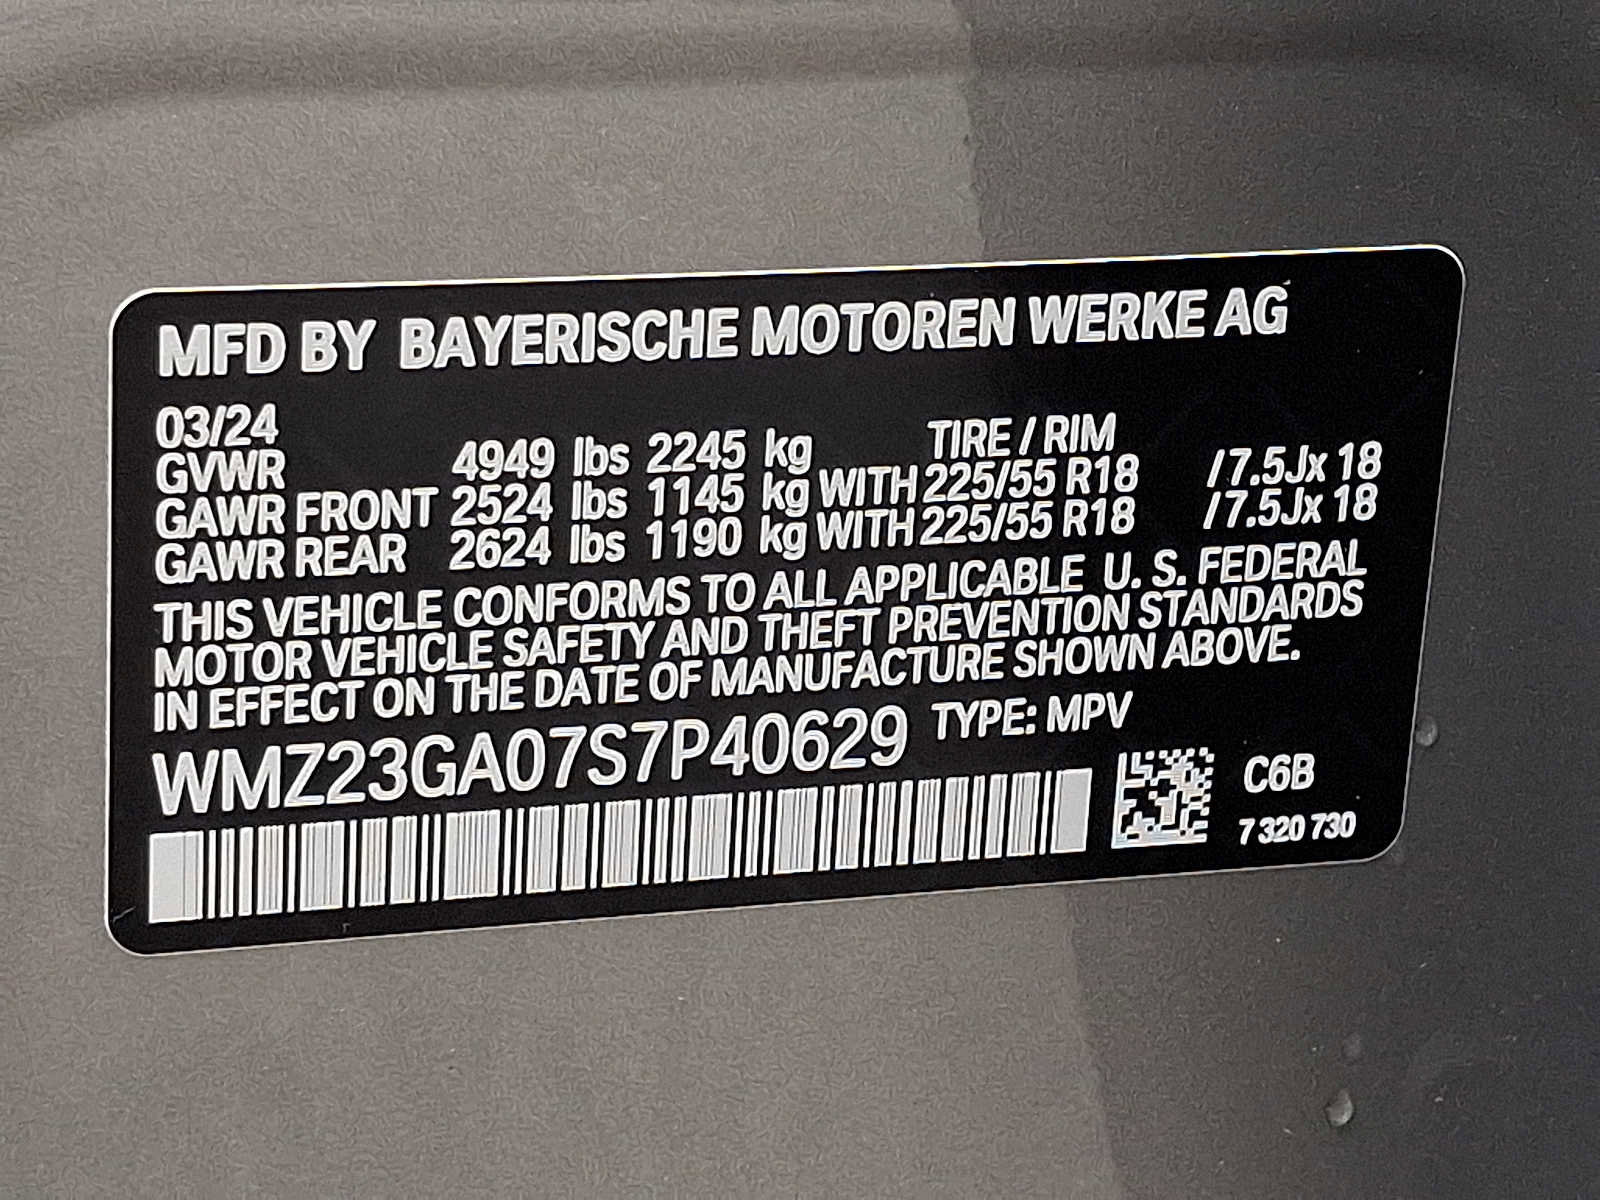 MFD BY BAYERISCHE MOTOREN WERKE AG
03/24 TIRE / RIM
GVWR 4949 lbs 2245 kg
GAWR FRONT 2524 lbs 1145 kg WITH 225/55 R18 / 7.5Jx 18
GAWR REAR 2624 lbs 1190 kg WITH 225/55 R18 / 7.5Jx 18
THIS VEHICLE CONFORMS TO ALL APPLICABLE U. S. FEDERAL
MOTOR VEHICLE SAFETY AND THEFT PREVENTION STANDARDS
IN EFFECT ON THE DATE OF MANUFACTURE SHOWN ABOVE.
WMZ23GA07S7P40629 TYPE: MPV
C6B
7 320 730